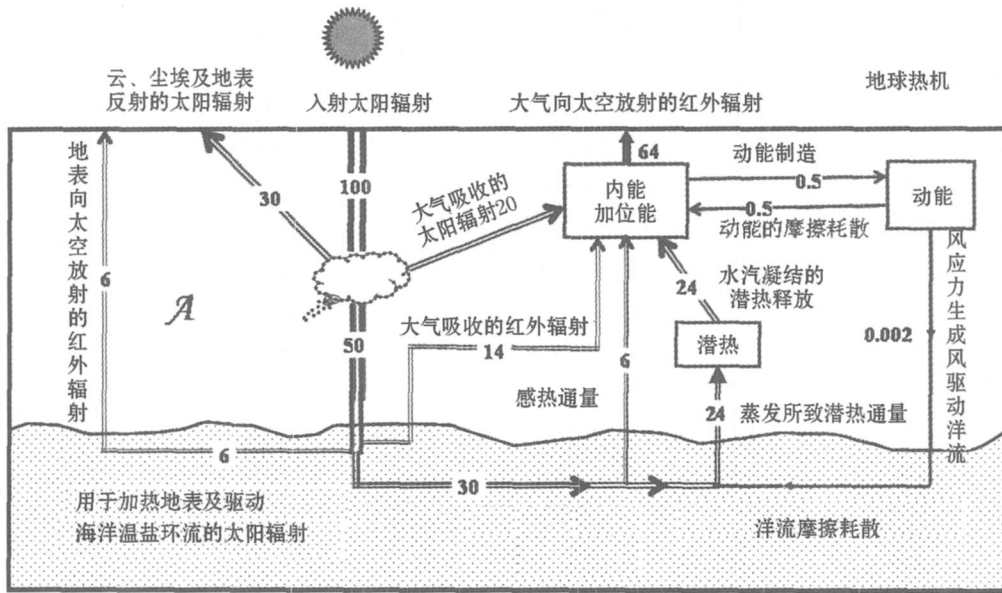 地球热机
云、尘埃及地表
反射的太阳辐射
入射太阳辐射
大气向太空放射的红外辐射
地表向太空放射的红外辐射
6
30
100
大气吸收的
太阳辐射20
64
内能
加位能
动能制造
0.5
0.5
动能的摩擦耗散
动能
A
水汽凝结的
潜热释放
24
风应力生成风驱动洋流
0.002
50
大气吸收的红外辐射
14
潜热
感热通量
6
24
蒸发所致潜热通量
6
30
用于加热地表及驱动
海洋温盐环流的太阳辐射
洋流摩擦耗散